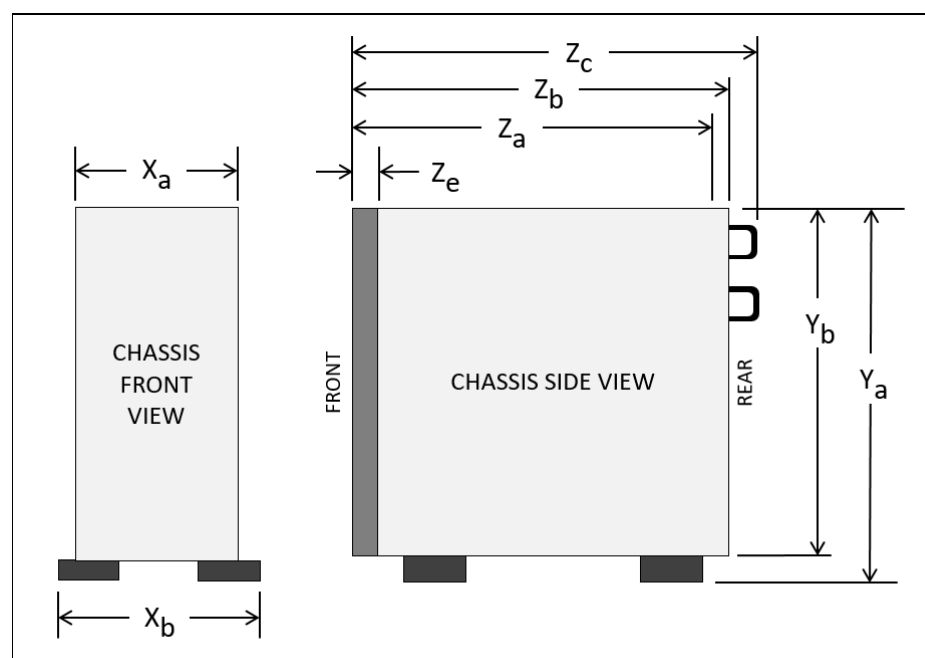 Zc
Zb
Za
Ze
Xa
CHASSIS
FRONT
VIEW
Xb
FRONT
CHASSIS SIDE VIEW
REAR
Yb
Ya